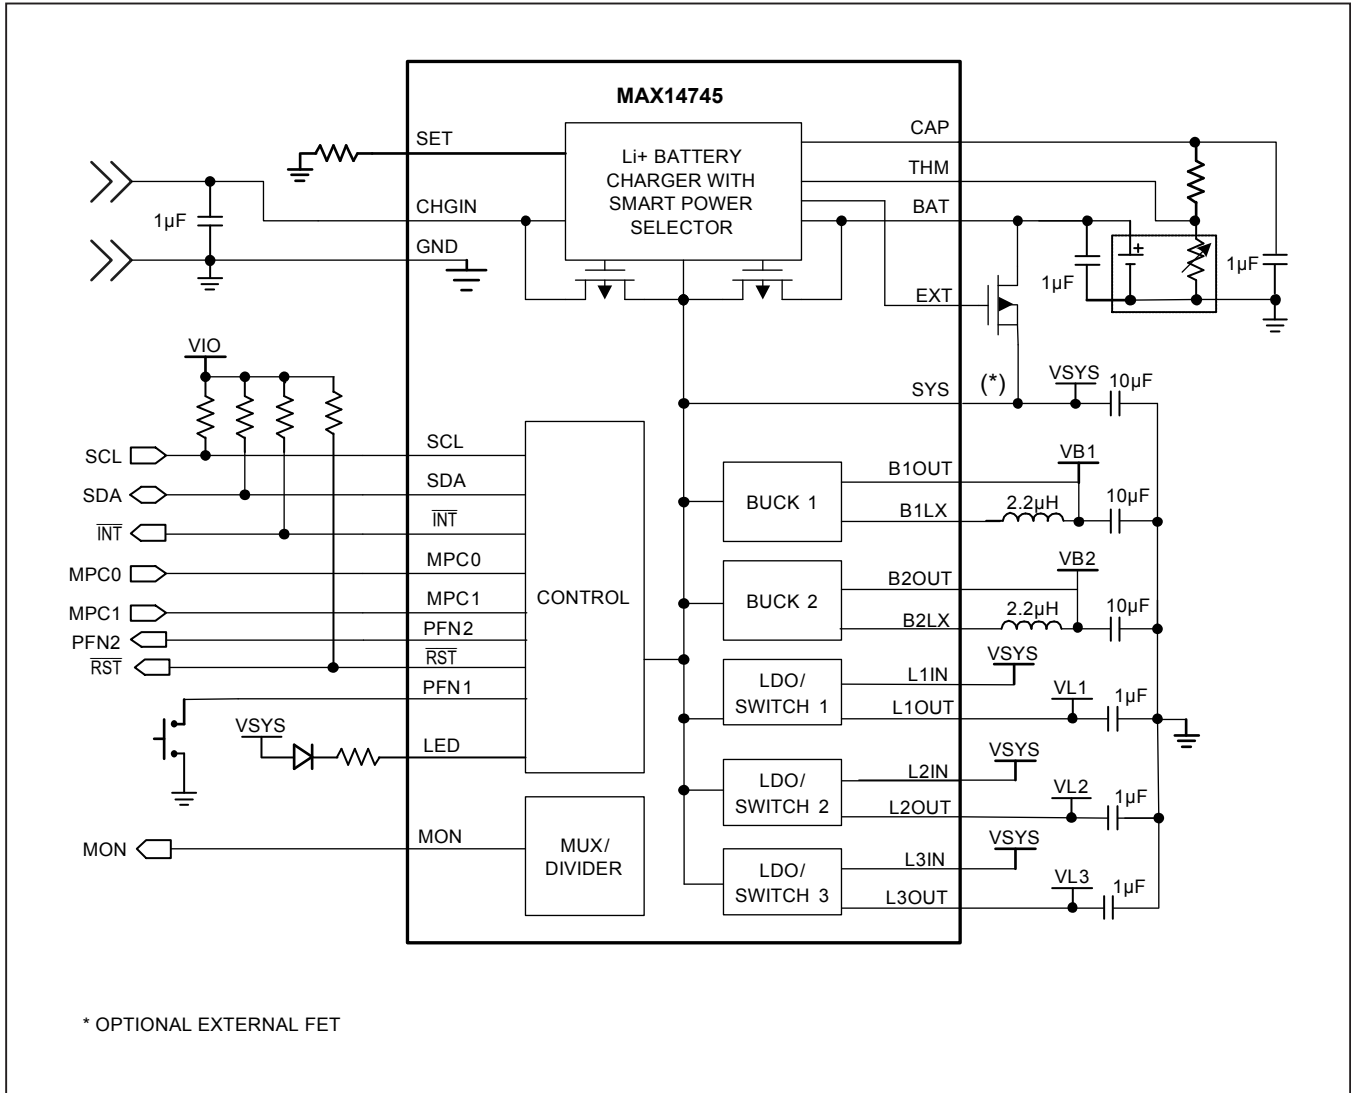 MAX14745
SET
CHGIN
GND
1µF
Li+ BATTERY
CHARGER WITH
SMART POWER
SELECTOR
CAP
THM
BAT
EXT
1µF
+
1µF
VIO
SYS
(*)
VSYS
10µF
SCL
SDA
INT
MPC0
MPC1
PFN2
RST
SCL
SDA
INT
MPC0
MPC1
PFN2
RST
PFN1
VSYS
LED
CONTROL
MON
MON
MUX/
DIVIDER
BUCK 1
B1OUT
B1LX
2.2µH
VB1
10µF
BUCK 2
B2OUT
B2LX
2.2µH
VB2
10µF
LDO/
SWITCH 1
L1IN
L1OUT
VSYS
VL1
1µF
LDO/
SWITCH 2
L2IN
L2OUT
VSYS
VL2
1µF
LDO/
SWITCH 3
L3IN
L3OUT
VSYS
VL3
1µF
* OPTIONAL EXTERNAL FET